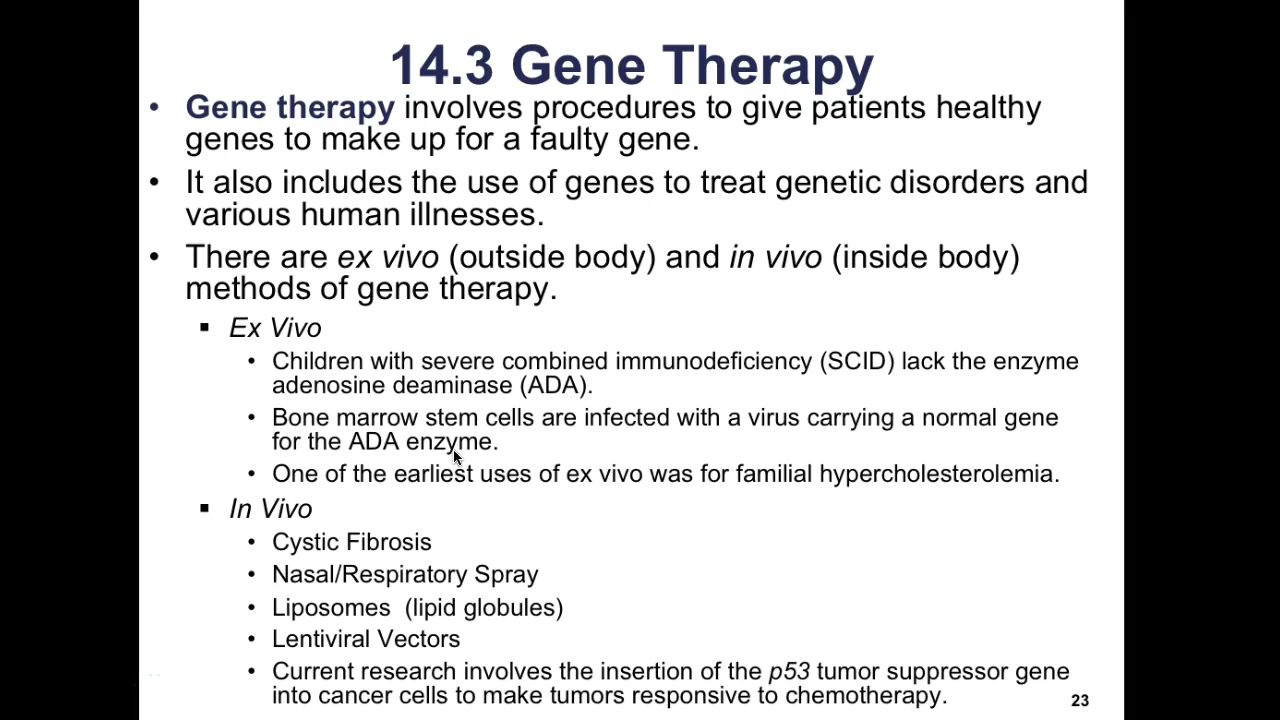 14.3 Gene Therapy
• Gene therapy involves procedures to give patients healthy
genes to make up for a faulty gene.
• It also includes the use of genes to treat genetic disorders and
various human illnesses.
• There are ex vivo (outside body) and in vivo (inside body)
methods of gene therapy.
▪ Ex Vivo
• Children with severe combined immunodeficiency (SCID) lack the enzyme
adenosine deaminase (ADA).
• Bone marrow stem cells are infected with a virus carrying a normal gene
for the ADA enzyme.
• One of the earliest uses of ex vivo was for familial hypercholesterolemia.
▪ In Vivo
• Cystic Fibrosis
• Nasal/Respiratory Spray
• Liposomes (lipid globules)
• Lentiviral Vectors
• Current research involves the insertion of the p53 tumor suppressor gene
into cancer cells to make tumors responsive to chemotherapy.
23